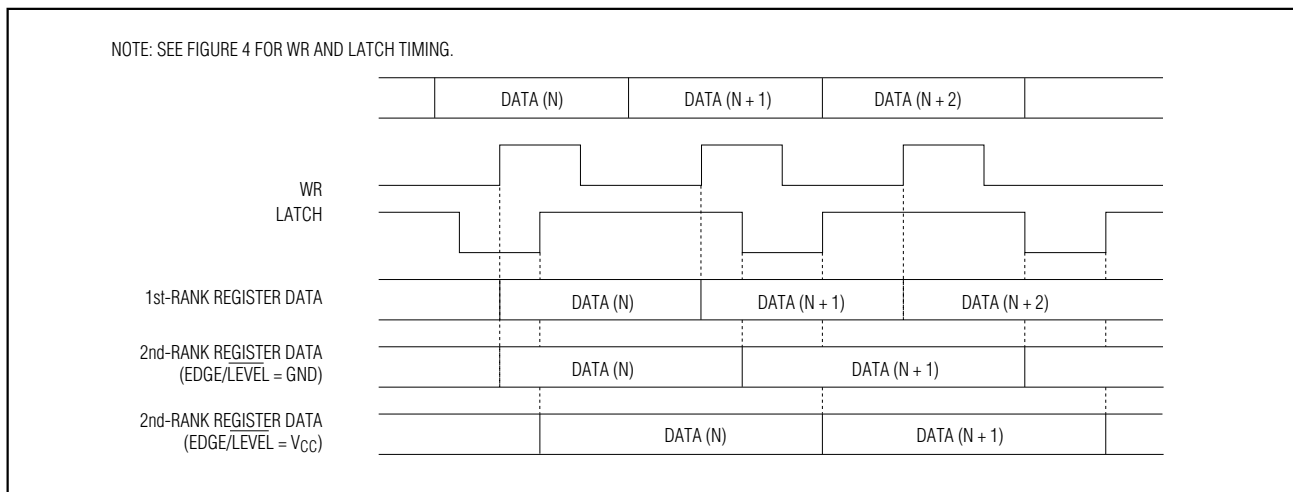 NOTE: SEE FIGURE 4 FOR WR AND LATCH TIMING.
DATA (N) DATA (N + 1) DATA (N + 2)
WR
LATCH
1st-RANK REGISTER DATA DATA (N) DATA (N + 1) DATA (N + 2)
2nd-RANK REGISTER DATA
(EDGE/LEVEL = GND) DATA (N) DATA (N + 1)
2nd-RANK REGISTER DATA
(EDGE/LEVEL = VCC) DATA (N) DATA (N + 1)